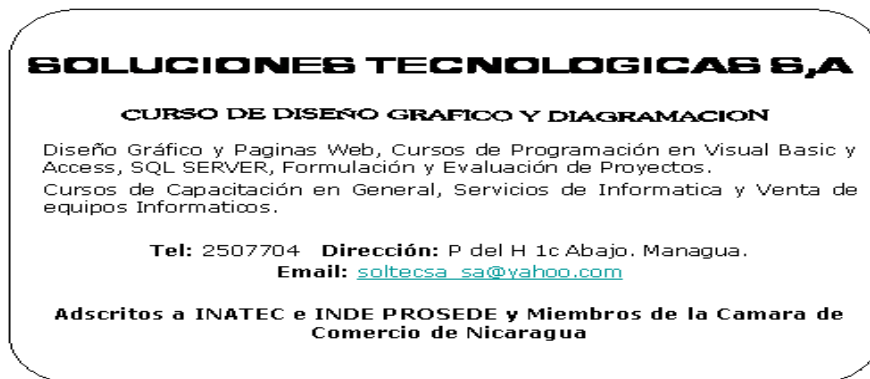 SOLUCIONES TECNOLOGICAS S,A
CURSO DE DISEÑO GRAFICO Y DIAGRAMACION
Diseño Gráfico y Paginas Web, Cursos de Programación en Visual Basic y
Access, SQL SERVER, Formulación y Evaluación de Proyectos.
Cursos de Capacitación en General, Servicios de Informatica y Venta de
equipos Informaticos.
Tel: 2507704 Dirección: P del H 1c Abajo. Managua.
Email: soltecsa_sa@yahoo.com
Adscritos a INATEC e INDE PROSEDE y Miembros de la Camara de
Comercio de Nicaragua